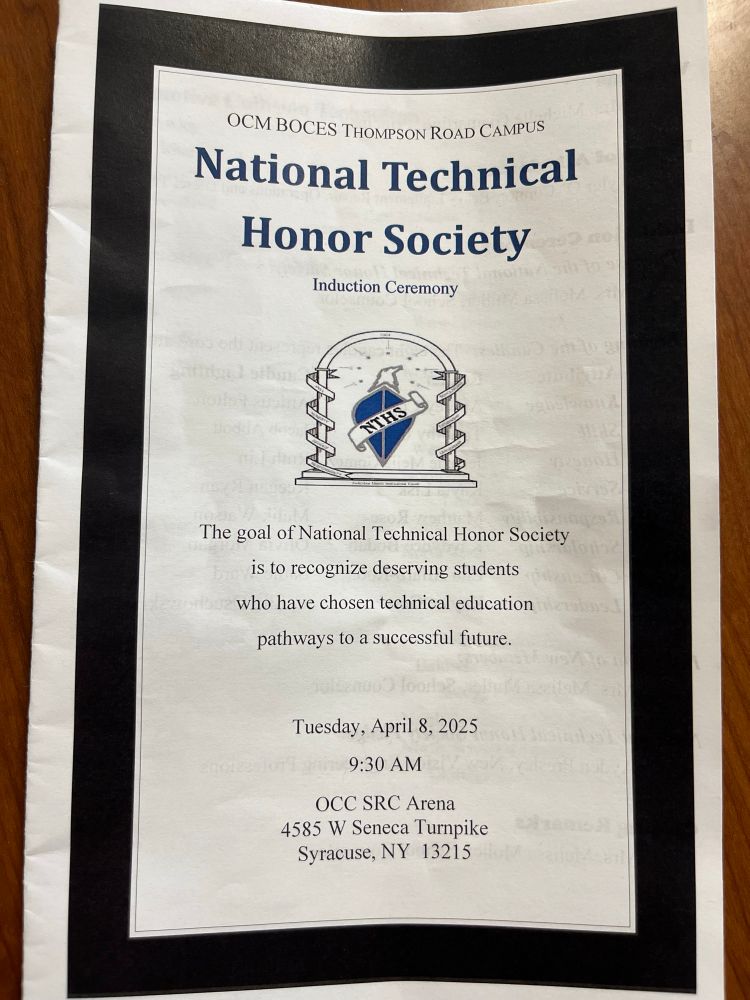 OCM BOCES THOMPSON ROAD CAMPUS
National Technical
Honor Society
Induction Ceremony
NTHS
The goal of National Technical Honor Society
is to recognize deserving students
who have chosen technical education
pathways to a successful future.
Tuesday, April 8, 2025
9:30 AM
OCC SRC Arena
4585 W Seneca Turnpike
Syracuse, NY 13215